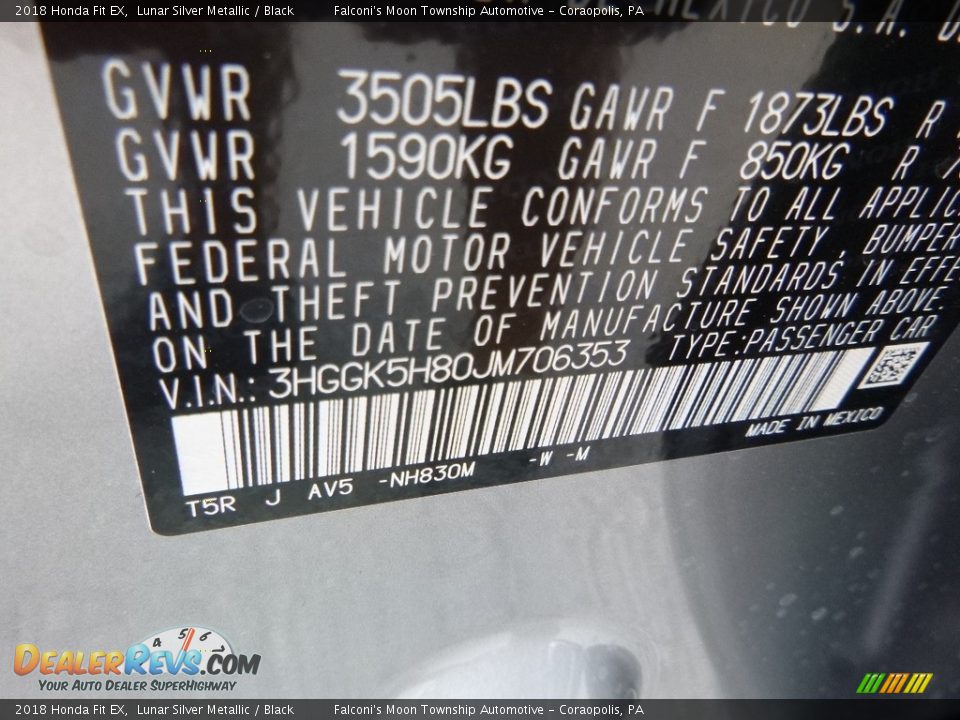 2018 Honda Fit EX, Lunar Silver Metallic / Black Falconi's Moon Township Automotive - Coraopolis, PA
MEXICO S.A.
GVWR 3505LBS GAWR F 1873LBS R
GVWR 1590KG GAWR F 850KG R
THIS VEHICLE CONFORMS TO ALL APPLIC
FEDERAL MOTOR VEHICLE SAFETY, BUMPER
AND THEFT PREVENTION STANDARDS IN EFFE
ON THE DATE OF MANUFACTURE SHOWN ABOVE.
V.I.N.: 3HGGK5H80JM706353 TYPE:PASSENGER CAR
MADE IN MEXICO
T5R J AV5 -NH830M -W -M
4 5 6
DEALERREVS.COM
YOUR AUTO DEALER SUPERHIGHWAY
2018 Honda Fit EX, Lunar Silver Metallic / Black Falconi's Moon Township Automotive - Coraopolis, PA